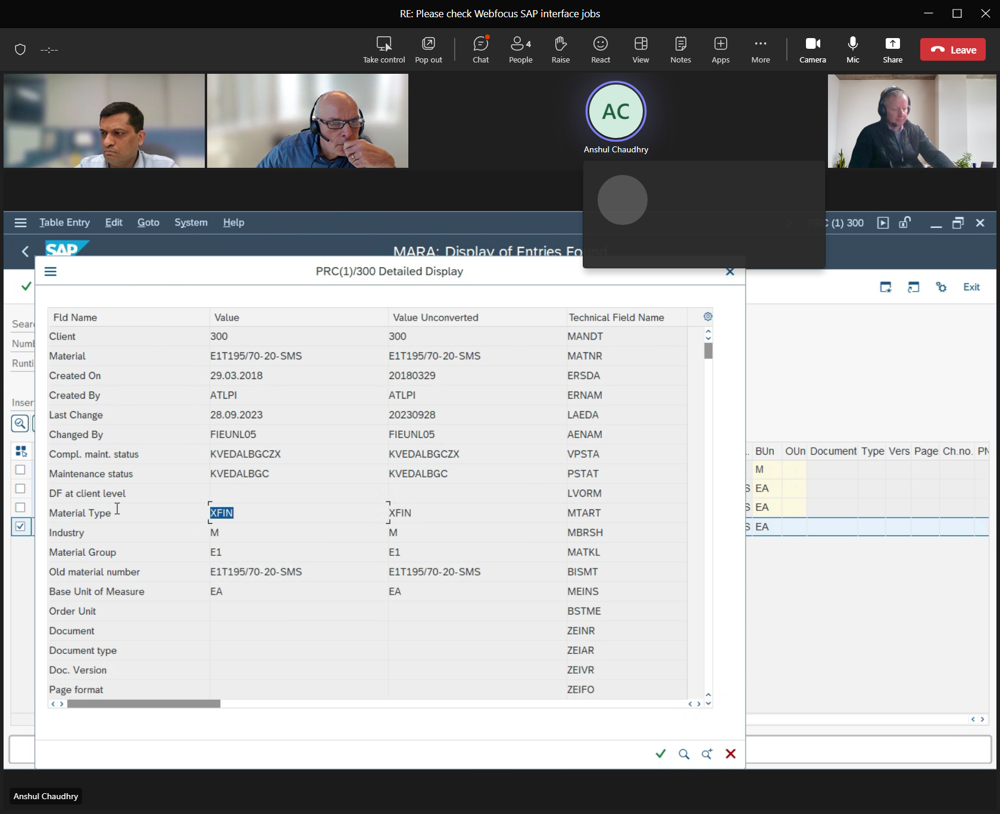 RE: Please check Webfocus SAP interface jobs
--:--
Take control
Pop out
Chat
4
People
Raise
React
View
Notes
Apps
More
Camera
Mic
Share
Leave
AC
Anshul Chaudhry
Table Entry Edit Goto System Help
(1) 300
SAP
MARA: Display of Entries Found
PRC(1)/300 Detailed Display
Exit
Fld Name Value Value Unconverted Technical Field Name
Client 300 300 MANDT
Material E1T195/70-20-SMS E1T195/70-20-SMS MATNR
Created On 29.03.2018 20180329 ERSDA
Created By ATLPI ATLPI ERNAM
Last Change 28.09.2023 20230928 LAEDA
Changed By FIEUNL05 FIEUNL05 AENAM
Compl. maint. status KVEDALBGCZX KVEDALBGCZX VPSTA
Maintenance status KVEDALBGC KVEDALBGC PSTAT
DF at client level LVORM
Material Type XFIN XFIN MTART
Industry M M MBRSH
Material Group E1 E1 MATKL
Old material number E1T195/70-20-SMS E1T195/70-20-SMS BISMT
Base Unit of Measure EA EA MEINS
Order Unit BSTME
Document ZEINR
Document type ZEIAR
Doc. Version ZEIVR
Page format ZEIFO
BUn OUn Document Type Vers Page Ch.no.
M
EA
EA
EA
Anshul Chaudhry